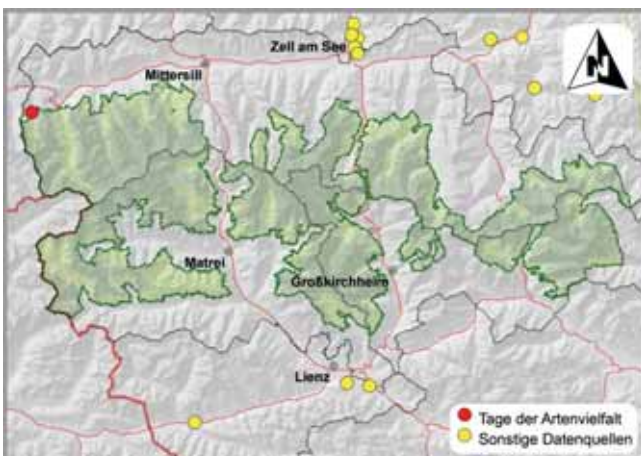 Zell am See
Mittersill
N
Matrei
Großkirchheim
Lienz
Tage der Artenvielfalt
Sonstige Datenquellen